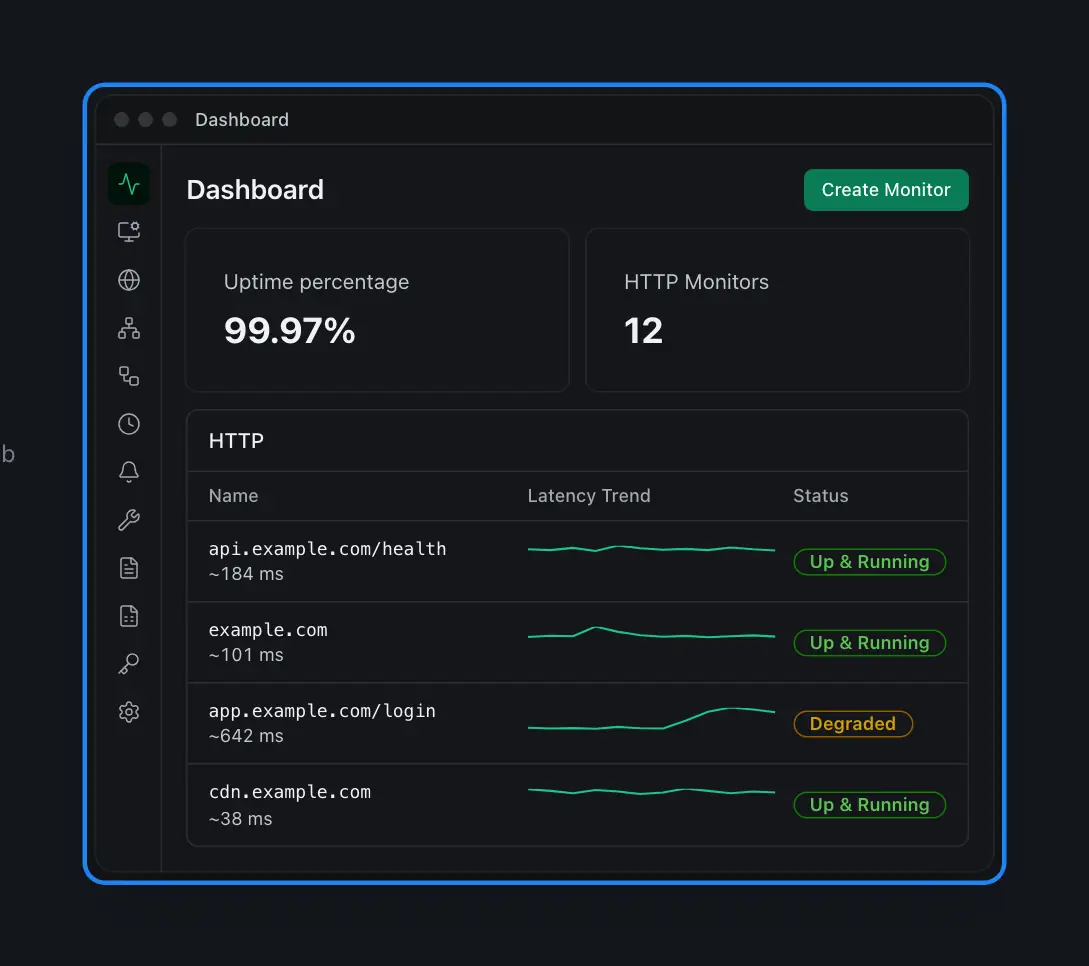 Dashboard
Dashboard
Create Monitor
Uptime percentage
99.97%
HTTP Monitors
12
b
HTTP
Name
Latency Trend
Status
api.example.com/health
~184 ms
Up & Running
example.com
~101 ms
Up & Running
app.example.com/login
~642 ms
Degraded
cdn.example.com
~38 ms
Up & Running